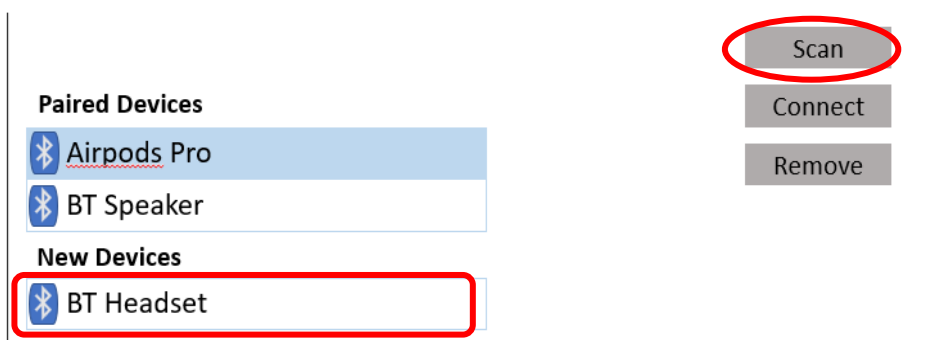 Scan
Paired Devices
Connect
Airpods Pro
Remove
BT Speaker
New Devices
BT Headset